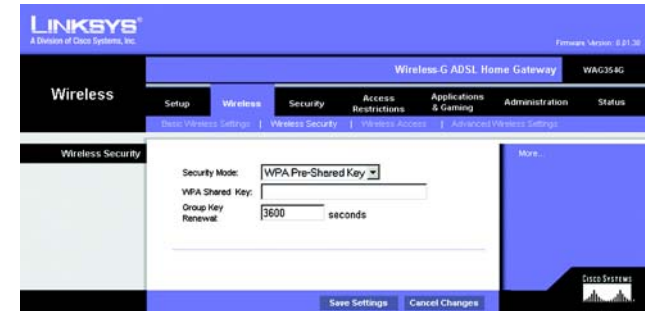 LINKSYS®
A Division of Cisco Systems, Inc.
Firmware Version: 0.01.30
Wireless-G ADSL Home Gateway WAG354G
Wireless
Setup Wireless Security Access Restrictions Applications & Gaming Administration Status
Basic Wireless Settings | Wireless Security | Wireless Access | Advanced Wireless Settings
Wireless Security
More...
Security Mode: WPA Pre-Shared Key
WPA Shared Key:
Group Key Renewal: 3600 seconds
CISCO SYSTEMS
Save Settings Cancel Changes